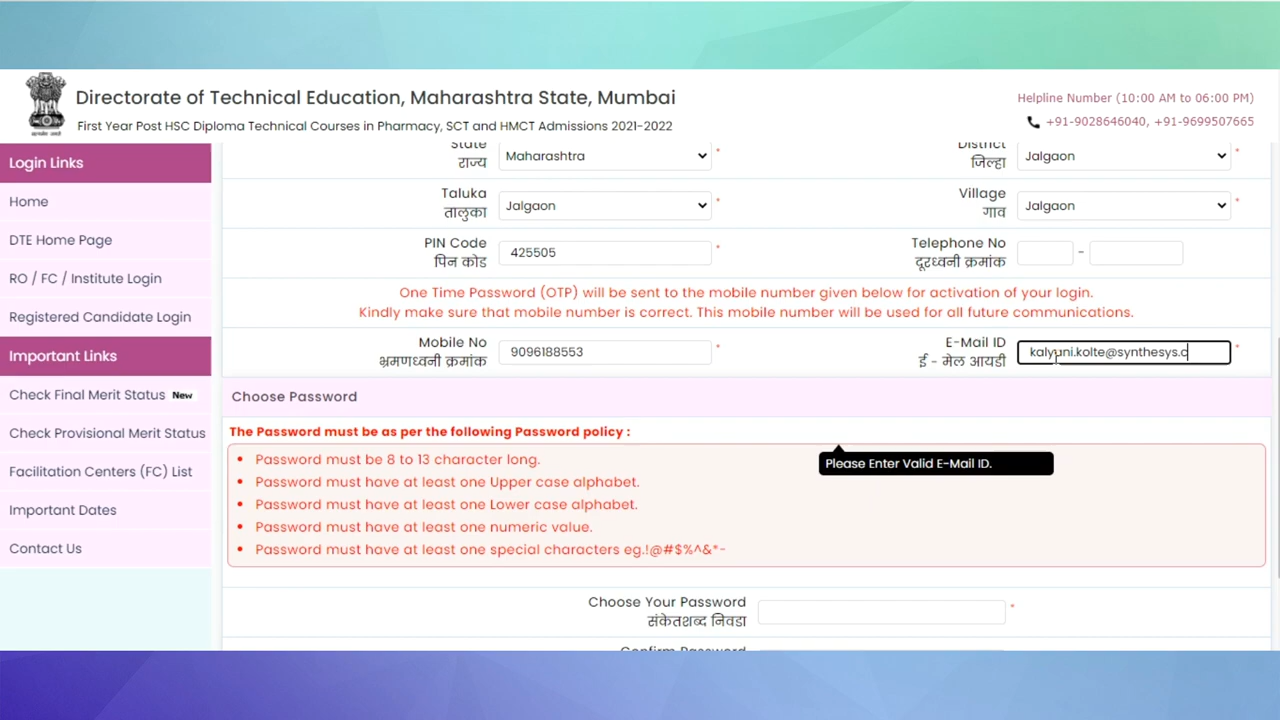 Directorate of Technical Education, Maharashtra State, Mumbai
First Year Post HSC Diploma Technical Courses in Pharmacy, SCT and HMCT Admissions 2021-2022
Helpline Number (10:00 AM to 06:00 PM)
+91-9028646040, +91-9699507665
Login Links
Home
DTE Home Page
RO / FC / Institute Login
Registered Candidate Login
Important Links
Check Final Merit Status New
Check Provisional Merit Status
Facilitation Centers (FC) List
Important Dates
Contact Us
State Maharashtra * District Jalgaon *
राज्य जिल्हा
Taluka Jalgaon * Village Jalgaon *
तालुका गाव
PIN Code 425505 * Telephone No -
पिन कोड दूरध्वनी क्रमांक
One Time Password (OTP) will be sent to the mobile number given below for activation of your login.
Kindly make sure that mobile number is correct. This mobile number will be used for all future communications.
Mobile No 9096188553 * E-Mail ID kalyuni.kolte@synthesys.c *
भ्रमणध्वनी क्रमांक ई - मेल आयडी
Choose Password
The Password must be as per the following Password policy :
Please Enter Valid E-Mail ID.
• Password must be 8 to 13 character long.
• Password must have at least one Upper case alphabet.
• Password must have at least one Lower case alphabet.
• Password must have at least one numeric value.
• Password must have at least one special characters eg.!@#$%^&*-
Choose Your Password *
संकेतशब्द निवडा
Confirm Password